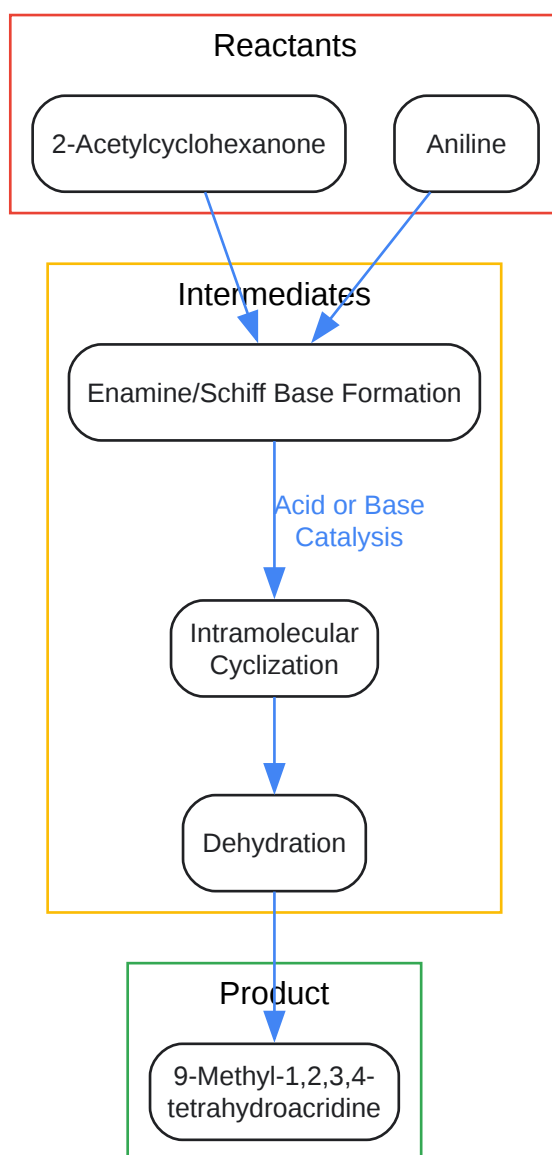 Reactants
2-Acetylcyclohexanone
Aniline
Intermediates
Enamine/Schiff Base Formation
Acid or Base
Catalysis
Intramolecular
Cyclization
Dehydration
Product
9-Methyl-1,2,3,4-
tetrahydroacridine